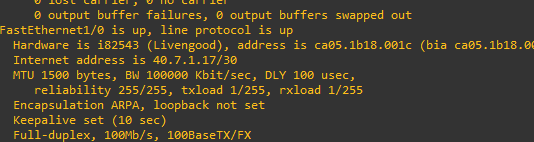 0 lost carrier, 0 no carrier
0 output buffer failures, 0 output buffers swapped out
FastEthernet1/0 is up, line protocol is up
Hardware is i82543 (Livengood), address is ca05.1b18.001c (bia ca05.1b18.00
Internet address is 40.7.1.17/30
MTU 1500 bytes, BW 100000 Kbit/sec, DLY 100 usec,
reliability 255/255, txload 1/255, rxload 1/255
Encapsulation ARPA, loopback not set
Keepalive set (10 sec)
Full-duplex, 100Mb/s, 100BaseTX/FX